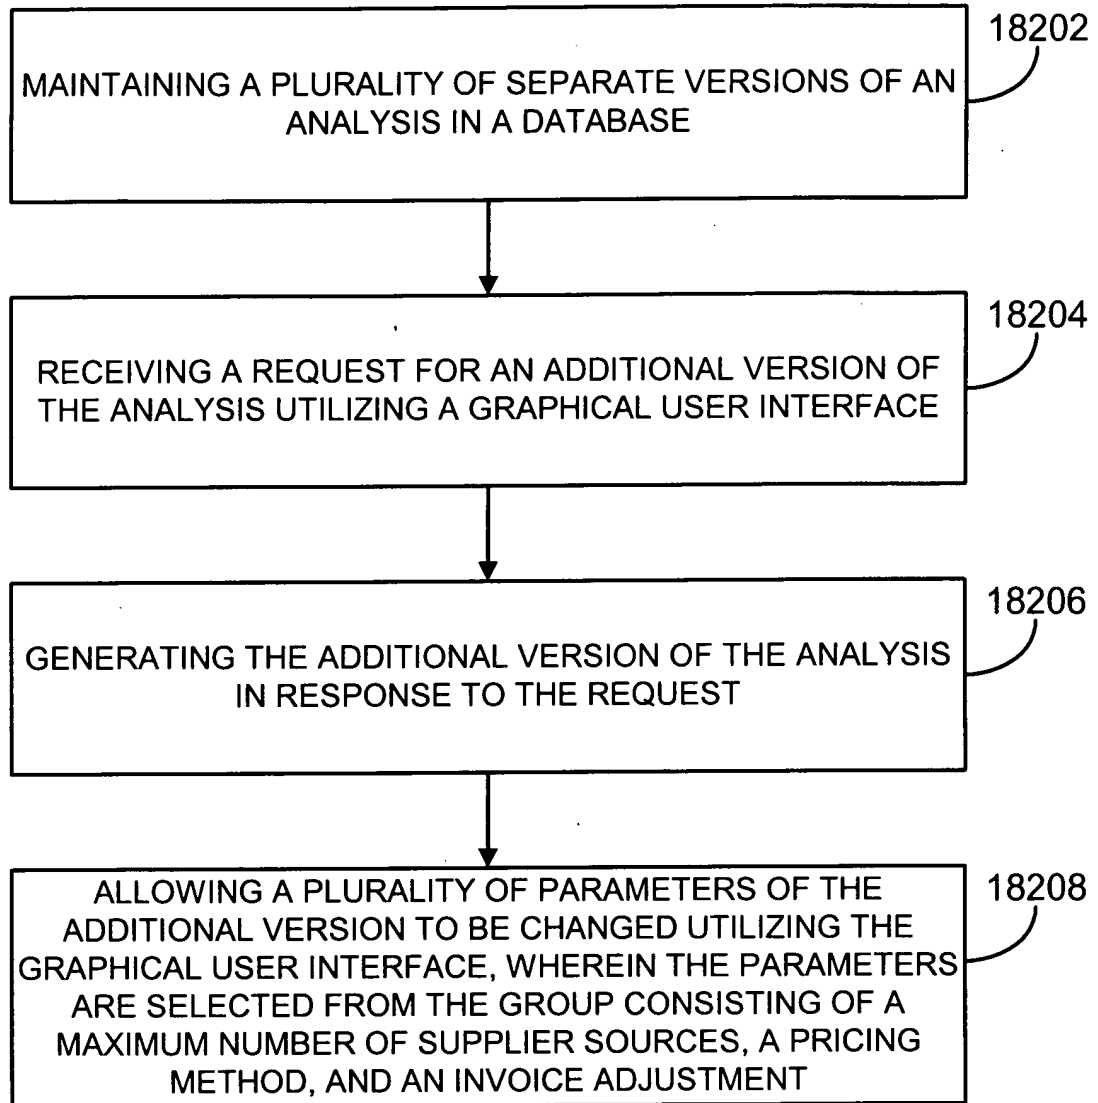 18202
MAINTAINING A PLURALITY OF SEPARATE VERSIONS OF AN
ANALYSIS IN A DATABASE
18204
RECEIVING A REQUEST FOR AN ADDITIONAL VERSION OF
THE ANALYSIS UTILIZING A GRAPHICAL USER INTERFACE
18206
GENERATING THE ADDITIONAL VERSION OF THE ANALYSIS
IN RESPONSE TO THE REQUEST
18208
ALLOWING A PLURALITY OF PARAMETERS OF THE
ADDITIONAL VERSION TO BE CHANGED UTILIZING THE
GRAPHICAL USER INTERFACE, WHEREIN THE PARAMETERS
ARE SELECTED FROM THE GROUP CONSISTING OF A
MAXIMUM NUMBER OF SUPPLIER SOURCES, A PRICING
METHOD, AND AN INVOICE ADJUSTMENT